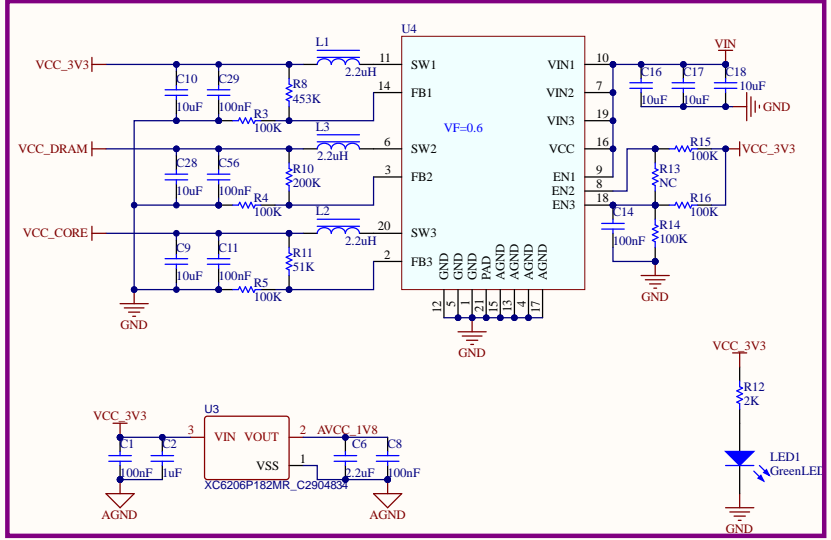 U4
L1
2.2uH
VCC_3V3
C10
10uF
C29
100nF
R8
453K
R3
100K
11
SW1
14
FB1
VIN1
10
VIN2
7
VIN3
19
VCC
16
EN1
9
EN2
8
EN3
18
VF=0.6
VIN
C16
10uF
C17
10uF
C18
10uF
GND
L3
2.2uH
VCC_DRAM
C28
10uF
C56
100nF
R10
200K
R4
100K
6
SW2
3
FB2
R15
100K
VCC_3V3
R13
NC
R16
100K
C14
100nF
R14
100K
GND
L2
2.2uH
VCC_CORE
C9
10uF
C11
100nF
R11
51K
R5
100K
20
SW3
2
FB3
GND
GND
GND
GND
PAD
AGND
AGND
AGND
AGND
12
5
1
21
15
13
4
17
GND
VCC_3V3
R12
2K
LED1
GreenLED
GND
VCC_3V3
C1
100nF
C2
1uF
AGND
U3
3
VIN
VOUT
2
AVCC_1V8
VSS
1
XC6206P182MR_C2904834
C6
2.2uF
C8
100nF
AGND